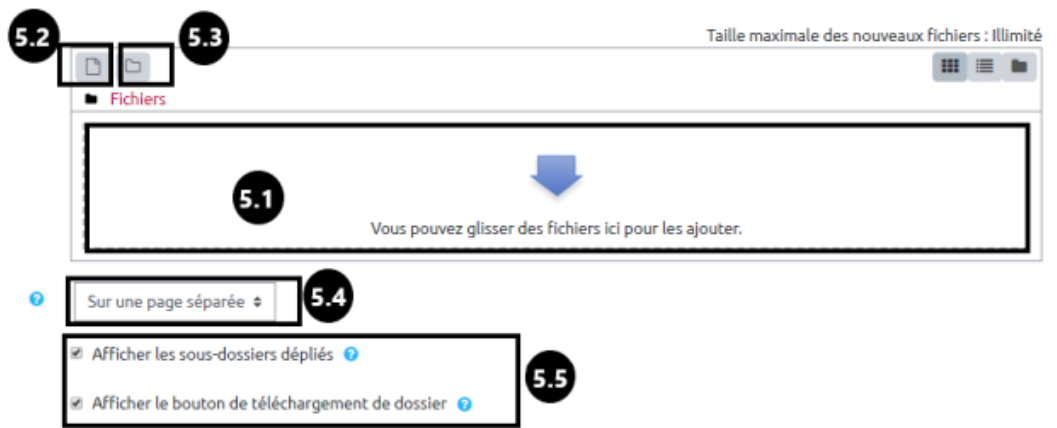 5.2
5.3
Taille maximale des nouveaux fichiers : Illimité
Fichiers
5.1
Vous pouvez glisser des fichiers ici pour les ajouter.
Sur une page séparée
5.4
Afficher les sous-dossiers dépliés
5.5
Afficher le bouton de téléchargement de dossier